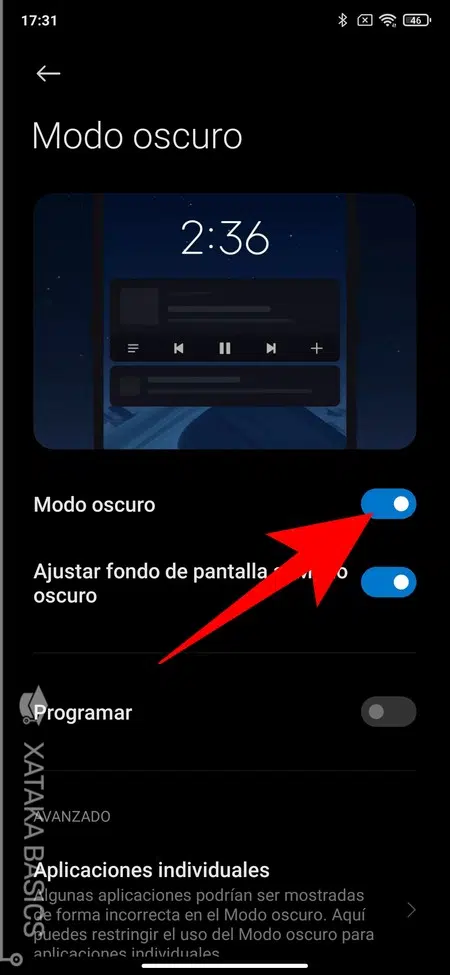 17:31
46
Modo oscuro
2:36
Modo oscuro
Ajustar fondo de pantalla
oscuro
Programar
AVANZADO
Aplicaciones individuales
Algunas aplicaciones podrían ser mostradas
de forma incorrecta en el Modo oscuro. Aquí
puedes restringir el uso del Modo oscuro para
aplicaciones individuales.
XATAKA BASICS